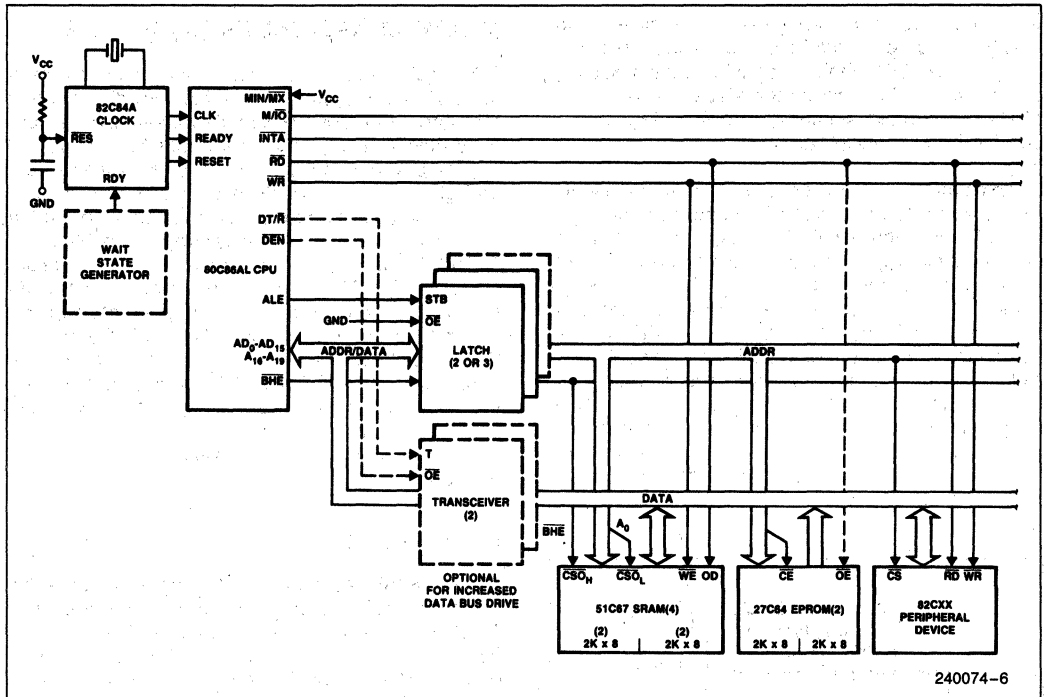 VCC
82C84A
CLOCK
RES
RDY
GND
WAIT
STATE
GENERATOR
MIN/MX
VCC
CLK
M/IO
READY
INTA
RESET
RD
WR
DT/R
DEN
80C86AL CPU
ALE
AD0-AD15
A16-A19
BHE
ADDR/DATA
GND
STB
OE
LATCH
(2 OR 3)
ADDR
T
OE
TRANSCEIVER
(2)
BHE
OPTIONAL
FOR INCREASED
DATA BUS DRIVE
DATA
A0
CSOH
CSOL
WE
OD
51C67 SRAM(4)
(2)
2K x 8
(2)
2K x 8
CE
OE
27C64 EPROM(2)
2K x 8
2K x 8
CS
RD
WR
82CXX
PERIPHERAL
DEVICE
240074-6